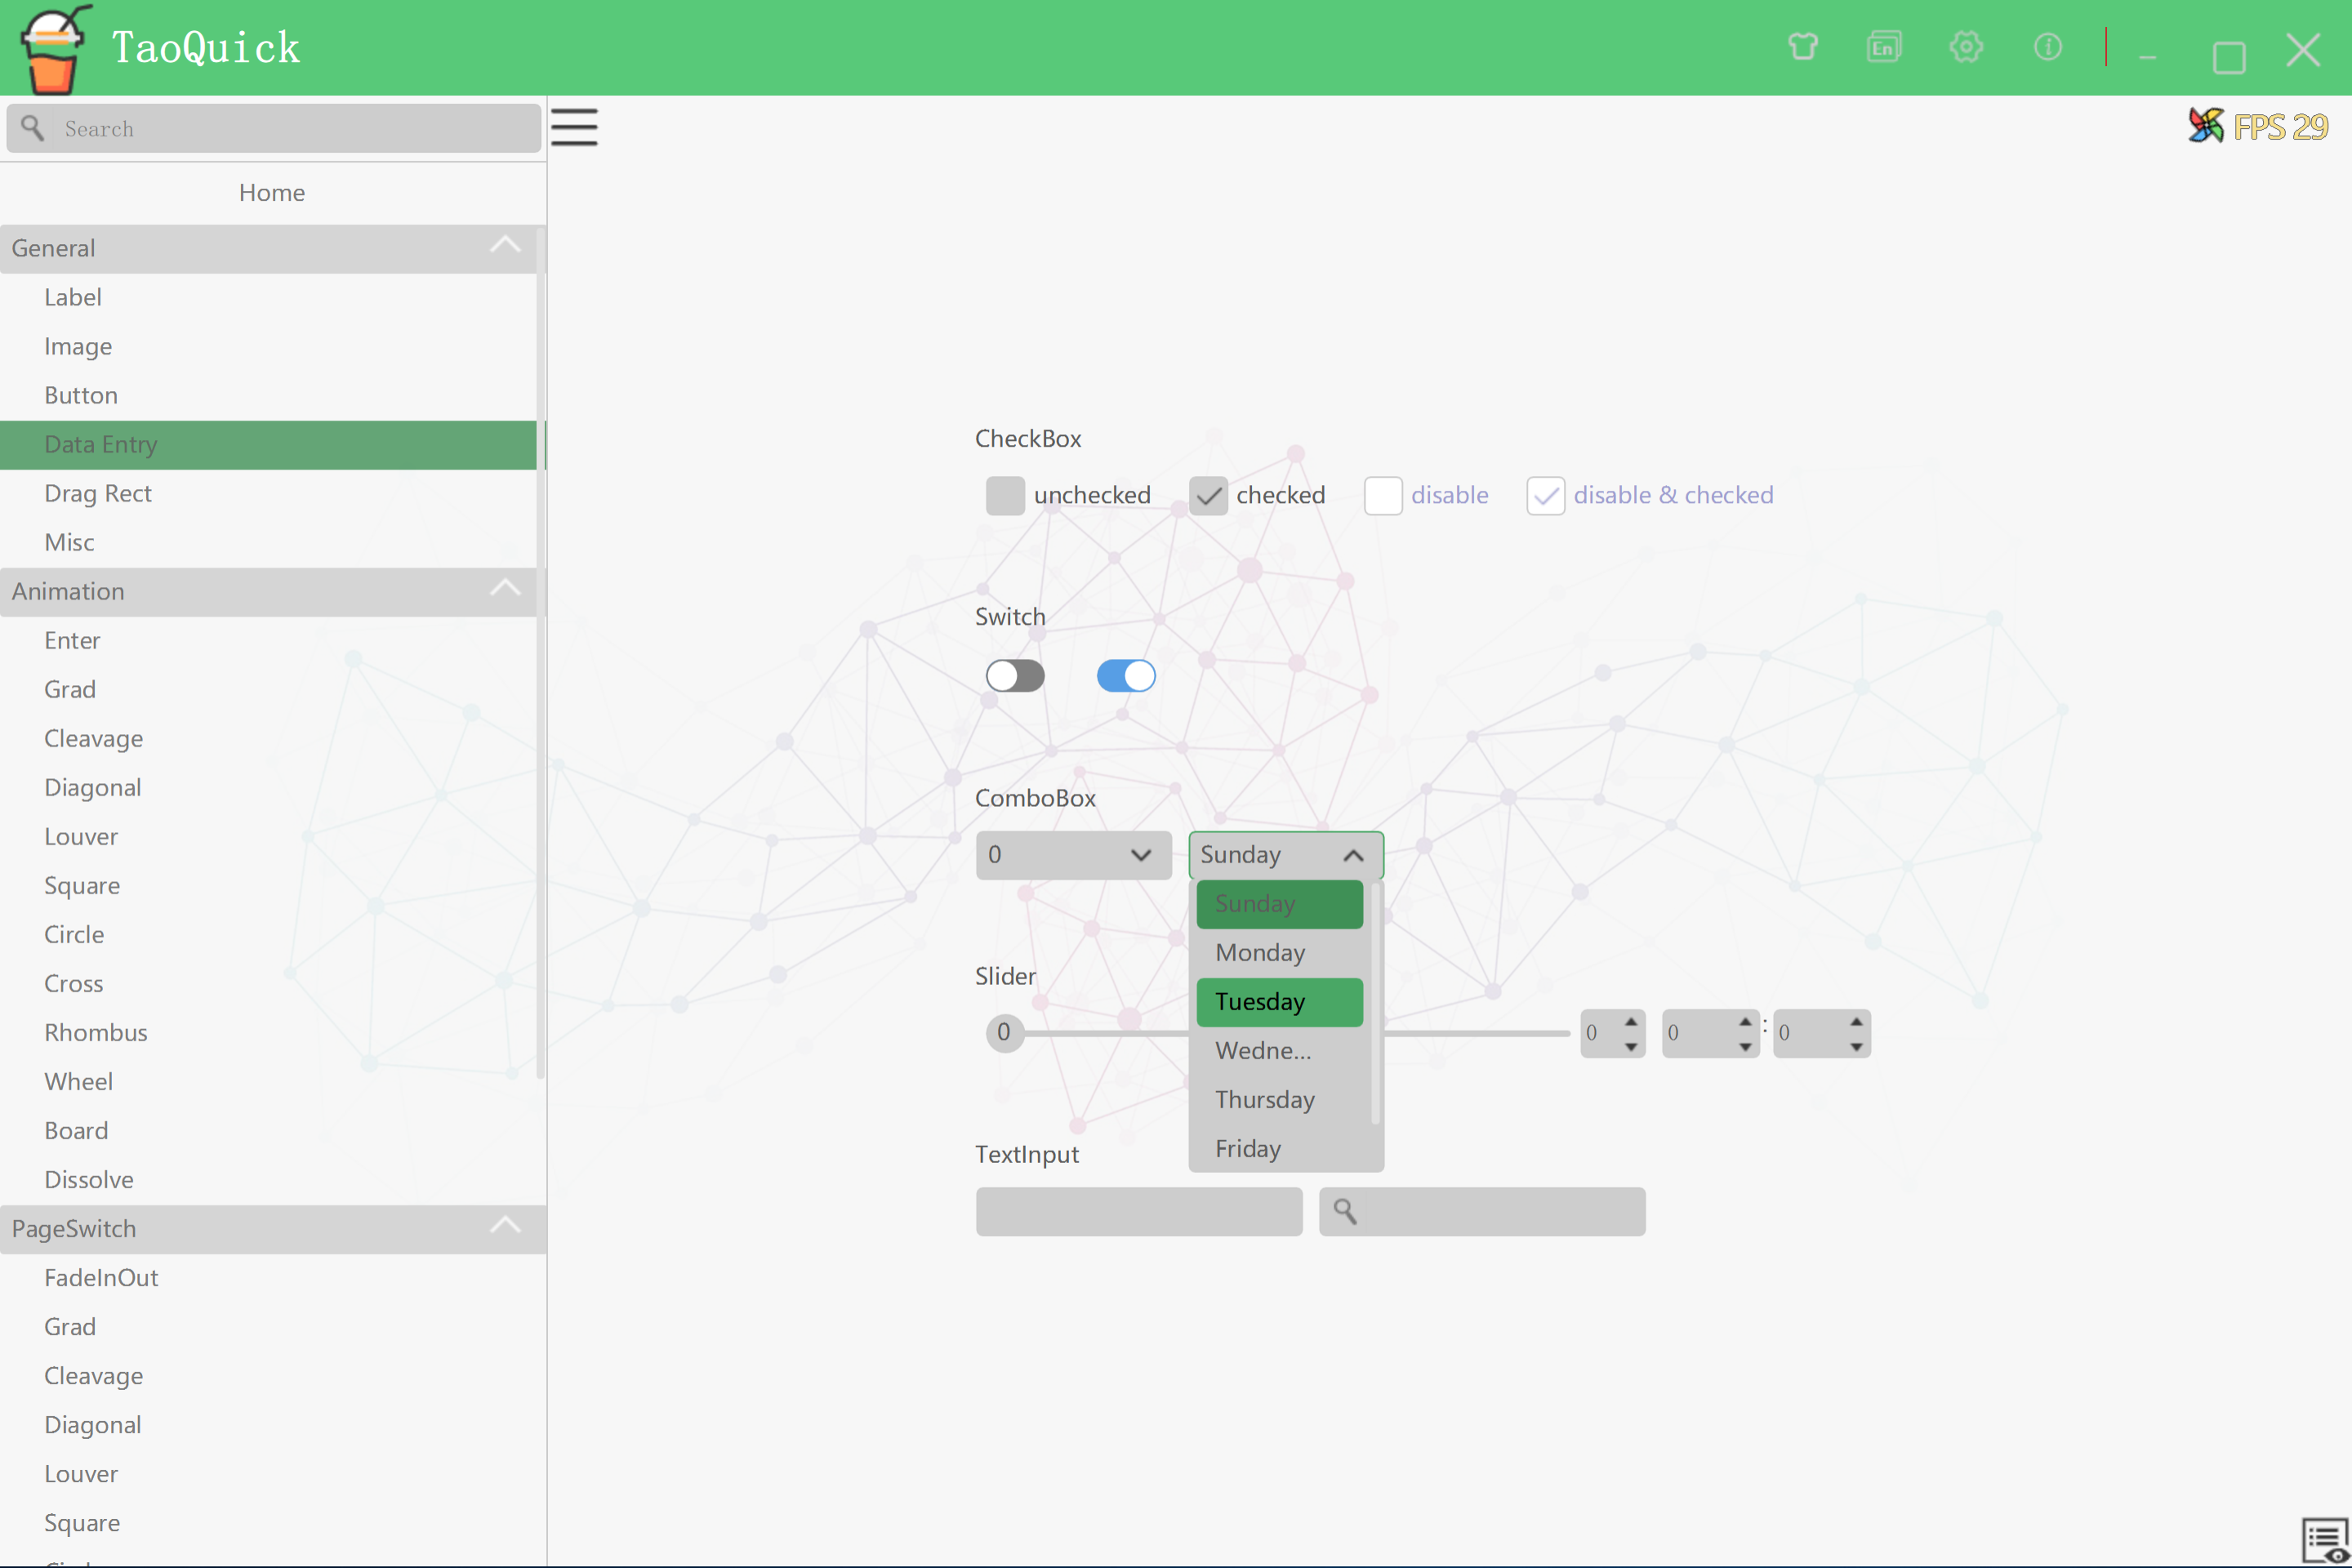 TaoQuick
En
Search
FPS 29
Home
General
Label
Image
Button
Data Entry
Drag Rect
Misc
Animation
Enter
Grad
Cleavage
Diagonal
Louver
Square
Circle
Cross
Rhombus
Wheel
Board
Dissolve
PageSwitch
FadeInOut
Grad
Cleavage
Diagonal
Louver
Square
CheckBox
unchecked checked disable disable & checked
Switch
ComboBox
0 Sunday
Sunday
Monday
Tuesday
Wedne...
Thursday
Friday
Slider
0 0 0 : 0
TextInput